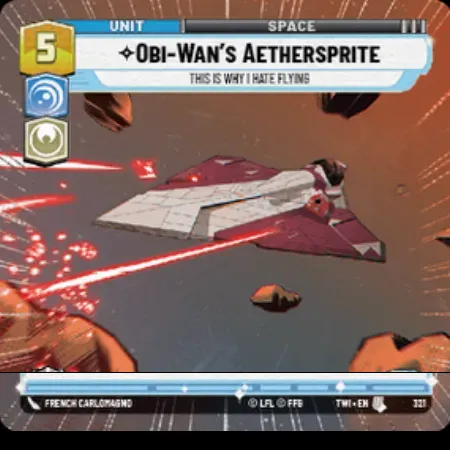 UNIT
SPACE
5
OBI-WAN'S AETHERSPRITE
THIS IS WHY I HATE FLYING
FRENCH CARLOMAGNO
© LFL © FFG
TWI • EN
321